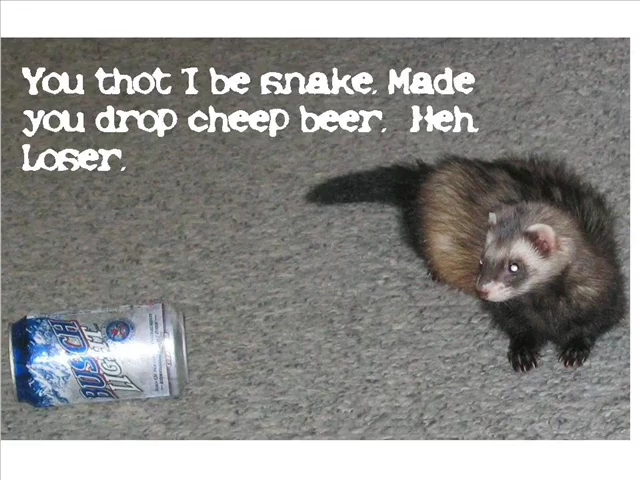 You thot I be snake. Made
you drop cheep beer. Heh
Loser.
BUSCH
LIGHT